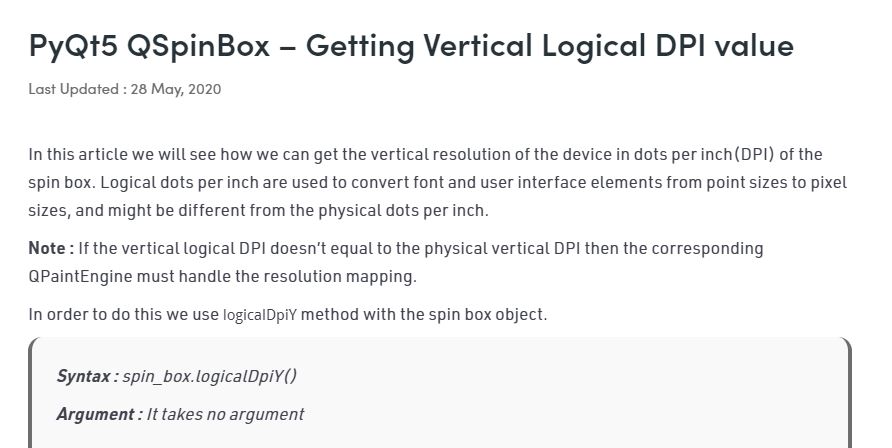 PyQt5 QSpinBox – Getting Vertical Logical DPI value
Last Updated : 28 May, 2020
In this article we will see how we can get the vertical resolution of the device in dots per inch(DPI) of the
spin box. Logical dots per inch are used to convert font and user interface elements from point sizes to pixel
sizes, and might be different from the physical dots per inch.
Note : If the vertical logical DPI doesn’t equal to the physical vertical DPI then the corresponding
QPaintEngine must handle the resolution mapping.
In order to do this we use logicalDpiY method with the spin box object.
Syntax : spin_box.logicalDpiY()
Argument : It takes no argument